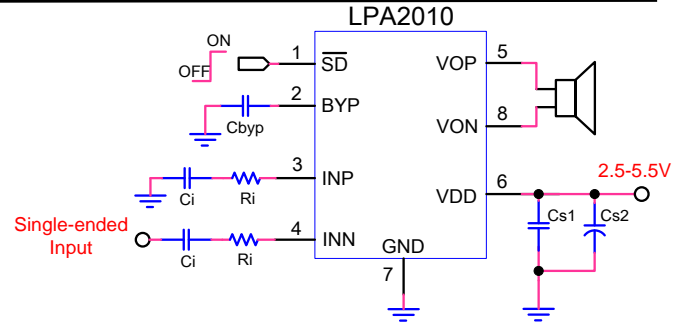 LPA2010
ON
OFF
1
SD
2
BYP
Cbyp
3
INP
Ci
Ri
Single-ended
Input
4
INN
Ci
Ri
GND
7
VOP
5
VON
8
VDD
6
2.5-5.5V
Cs1
Cs2